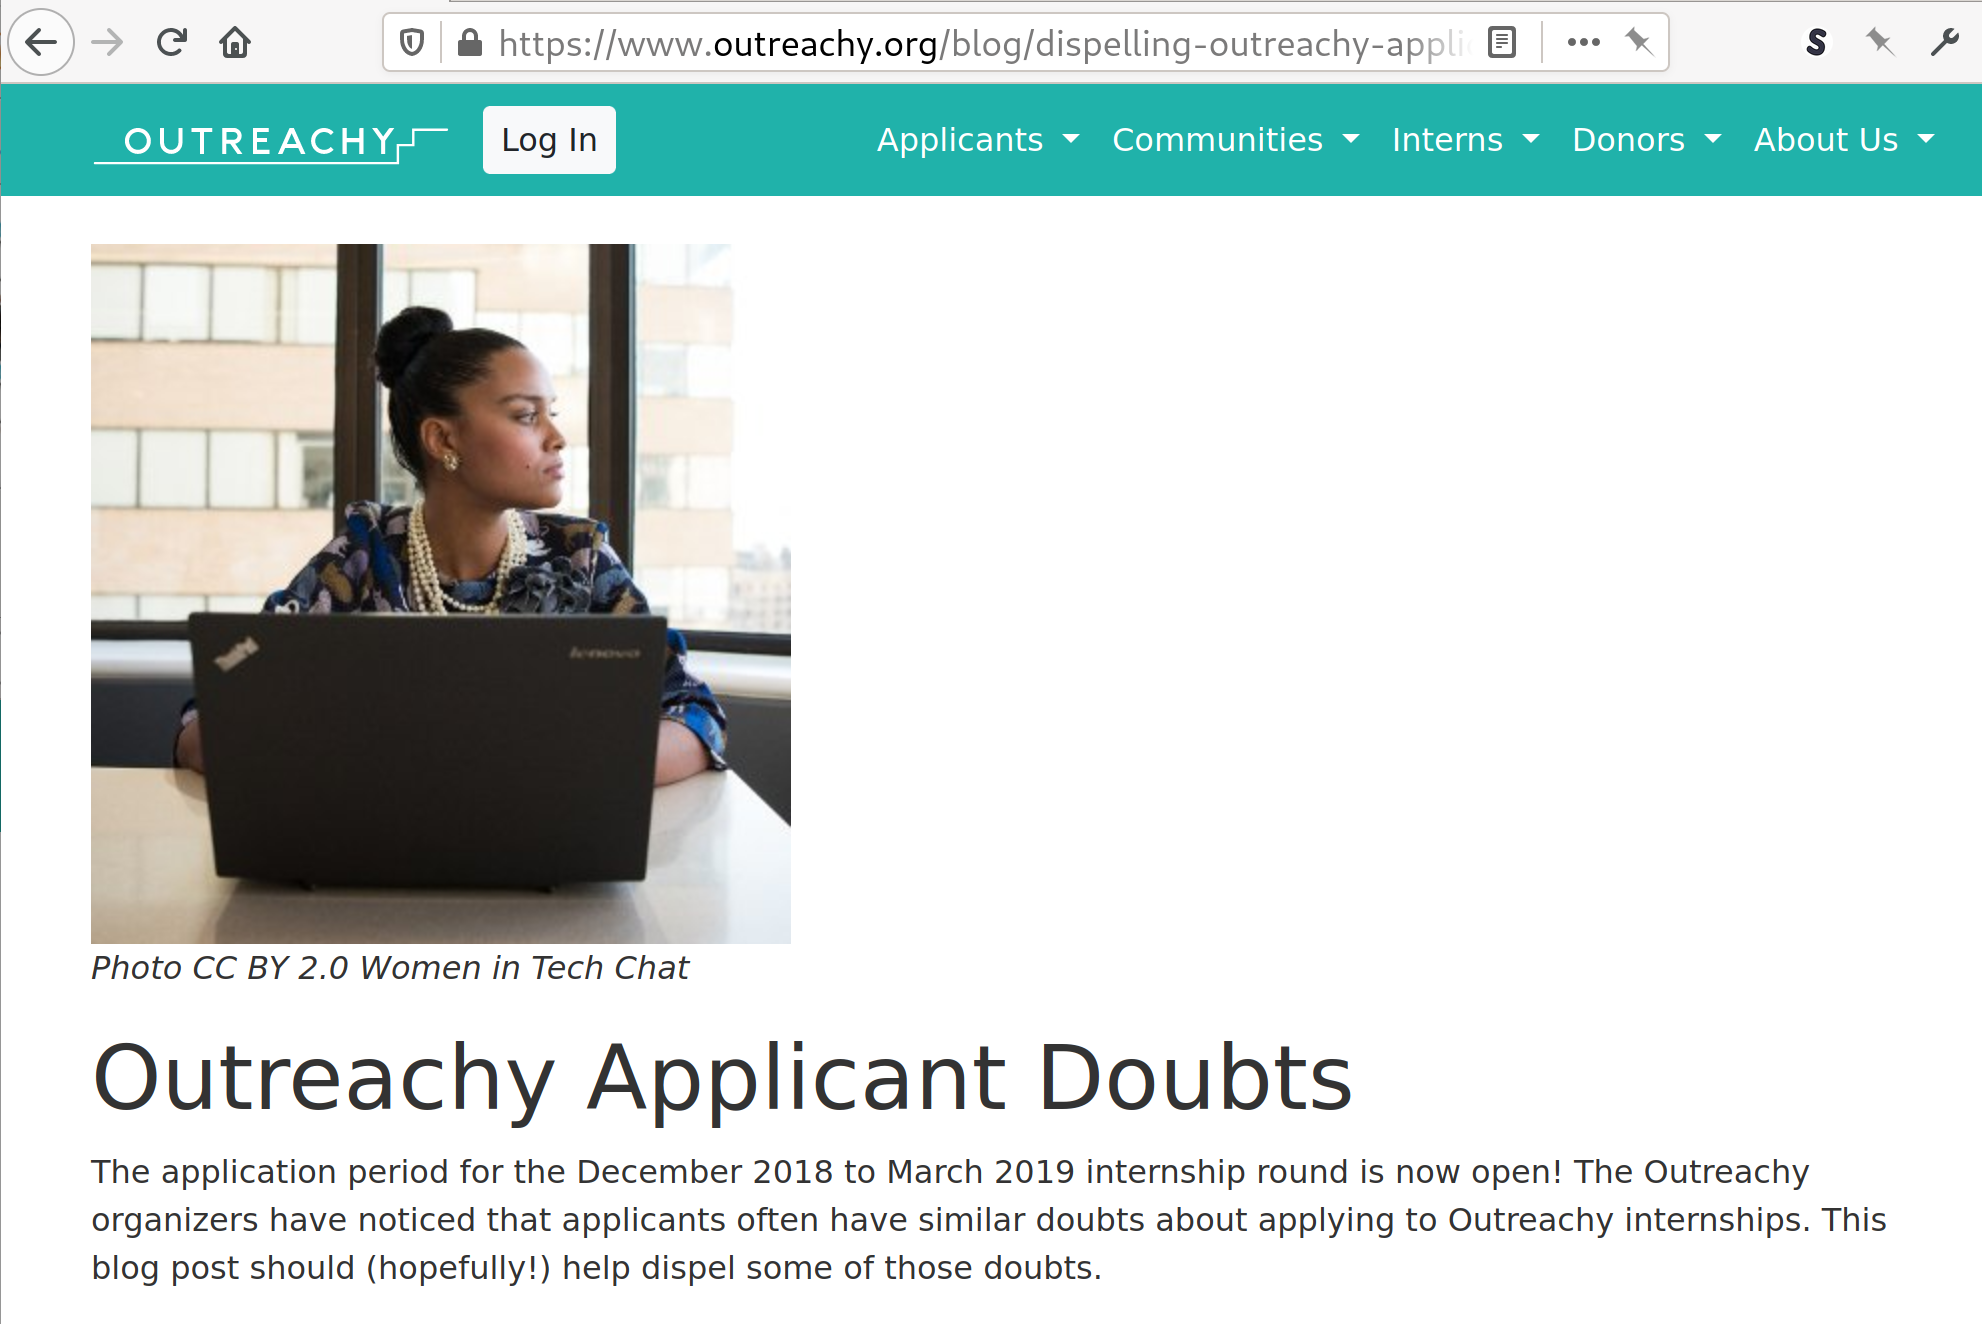 https://www.outreachy.org/blog/dispelling-outreachy-appli
OUTREACHY
Log In
Applicants
Communities
Interns
Donors
About Us
ThinkPad
lenovo
Photo CC BY 2.0 Women in Tech Chat
Outreachy Applicant Doubts
The application period for the December 2018 to March 2019 internship round is now open! The Outreachy
organizers have noticed that applicants often have similar doubts about applying to Outreachy internships. This
blog post should (hopefully!) help dispel some of those doubts.